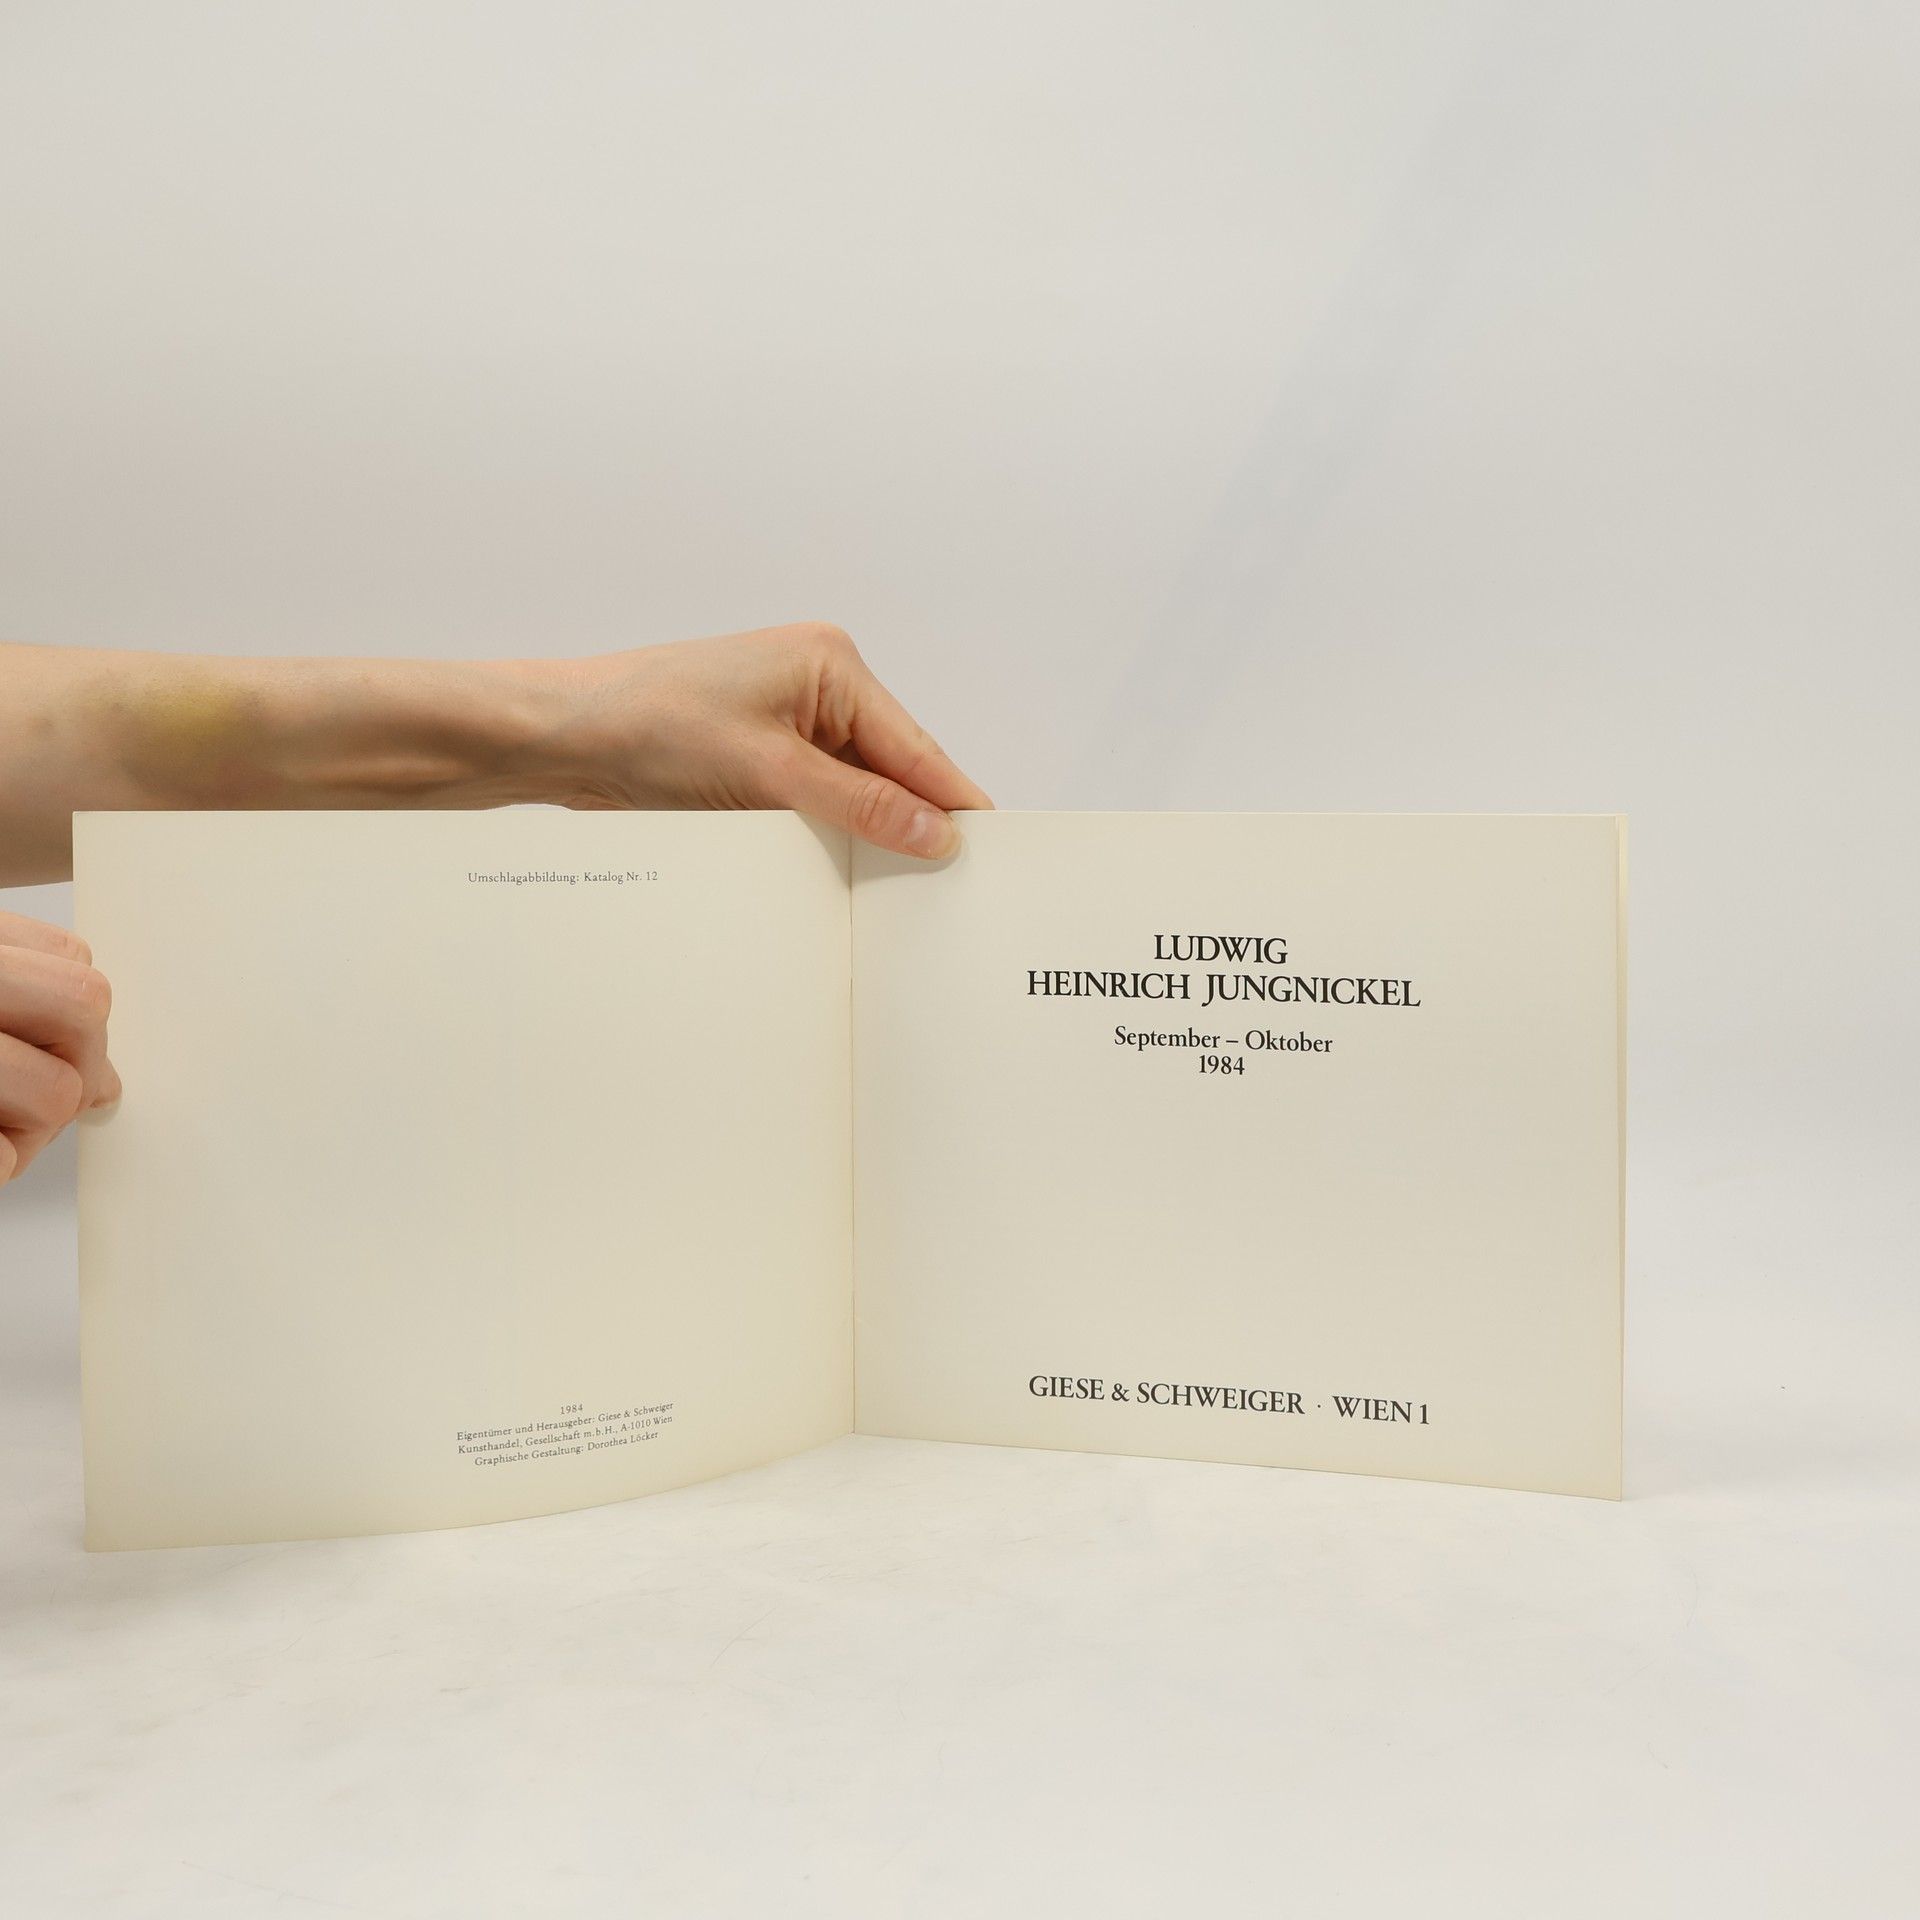 Umschlagabbildung: Katalog Nr. 12
1984
Eigentümer und Herausgeber: Giese & Schweiger
Kunsthandel, Gesellschaft m.b.H., A-1010 Wien
Graphische Gestaltung: Dorothea Löcker
LUDWIG
HEINRICH JUNGNICKEL
September – Oktober
1984
GIESE & SCHWEIGER · WIEN 1